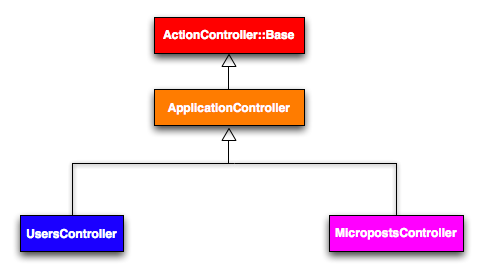 ActionController::Base
ApplicationController
UsersController
MicropostsController